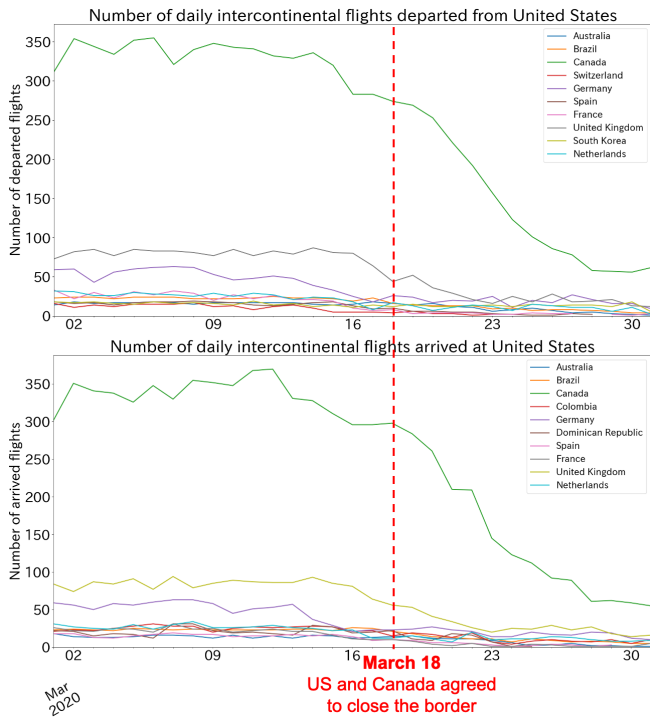 Number of daily intercontinental flights departed from United States
350
300
250
200
150
100
50
0
Number of departed flights
Australia
Brazil
Canada
Switzerland
Germany
Spain
France
United Kingdom
South Korea
Netherlands
02
09
16
23
30
Number of daily intercontinental flights arrived at United States
350
300
250
200
150
100
50
0
Number of arrived flights
Australia
Brazil
Canada
Colombia
Germany
Dominican Republic
Spain
France
United Kingdom
Netherlands
02
09
16
23
30
Mar
2020
March 18
US and Canada agreed
to close the border